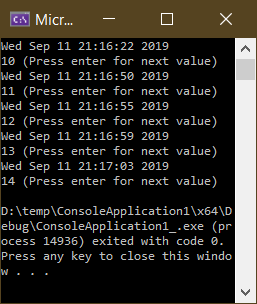 Micr...
Wed Sep 11 21:16:22 2019
10 (Press enter for next value)
Wed Sep 11 21:16:50 2019
11 (Press enter for next value)
Wed Sep 11 21:16:55 2019
12 (Press enter for next value)
Wed Sep 11 21:16:59 2019
13 (Press enter for next value)
Wed Sep 11 21:17:03 2019
14 (Press enter for next value)
D:\temp\ConsoleApplication1\x64\D
ebug\ConsoleApplication1_.exe (pr
ocess 14936) exited with code 0.
Press any key to close this windo
w . . .